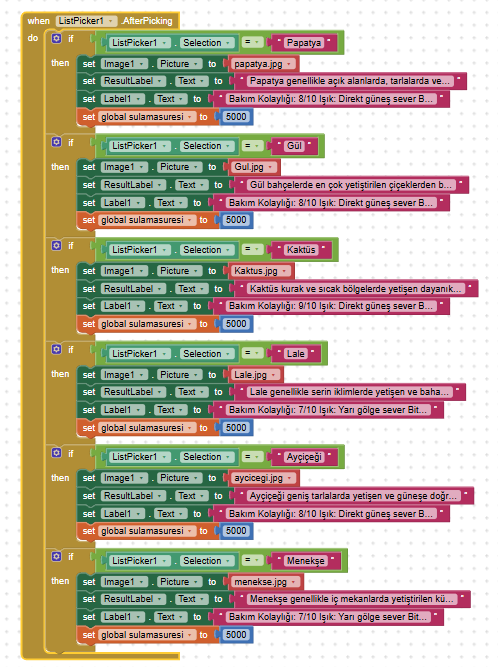 when ListPicker1 .AfterPicking
do if ListPicker1 . Selection = " Papatya "
then set Image1 . Picture to papatya.jpg
set ResultLabel . Text to " Papatya genellikle açık alanlarda, tarlalarda ve... "
set Label1 . Text to " Bakım Kolaylığı: 8/10 Işık: Direkt güneş sever B... "
set global sulamasuresi to 5000
if ListPicker1 . Selection = " Gül "
then set Image1 . Picture to Gul.jpg
set ResultLabel . Text to " Gül bahçelerde en çok yetiştirilen çiçeklerden b... "
set Label1 . Text to " Bakım Kolaylığı: 8/10 Işık: Direkt güneş sever B... "
set global sulamasuresi to 5000
if ListPicker1 . Selection = " Kaktüs "
then set Image1 . Picture to Kaktus.jpg
set ResultLabel . Text to " Kaktüs kurak ve sıcak bölgelerde yetişen dayanık... "
set Label1 . Text to " Bakım Kolaylığı: 9/10 Işık: Direkt güneş sever B... "
set global sulamasuresi to 5000
if ListPicker1 . Selection = " Lale "
then set Image1 . Picture to Lale.jpg
set ResultLabel . Text to " Lale genellikle serin iklimlerde yetişen ve baha... "
set Label1 . Text to " Bakım Kolaylığı: 7/10 Işık: Yarı gölge sever Bit... "
set global sulamasuresi to 5000
if ListPicker1 . Selection = " Ayçiçeği "
then set Image1 . Picture to aycicegi.jpg
set ResultLabel . Text to " Ayçiçeği geniş tarlalarda yetişen ve güneşe doğr... "
set Label1 . Text to " Bakım Kolaylığı: 8/10 Işık: Direkt güneş sever B... "
set global sulamasuresi to 5000
if ListPicker1 . Selection = " Menekşe "
then set Image1 . Picture to menekse.jpg
set ResultLabel . Text to " Menekşe genellikle iç mekanlarda yetiştirilen kü... "
set Label1 . Text to " Bakım Kolaylığı: 7/10 Işık: Yarı gölge sever Bit... "
set global sulamasuresi to 5000